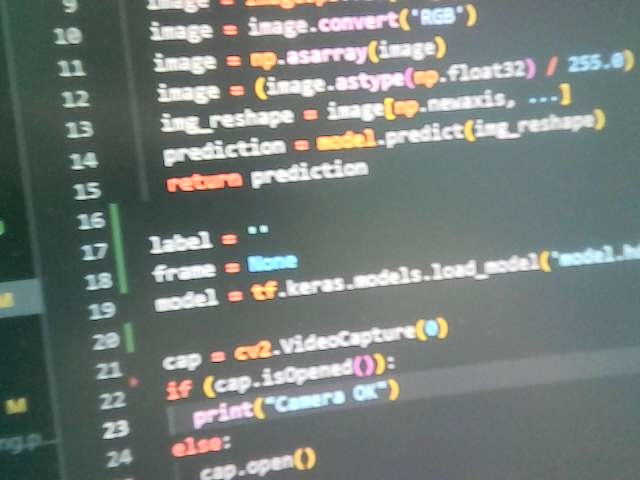 9 image =
10 image = image.convert('RGB')
11 image = np.asarray(image)
12 image = (image.astype(np.float32) / 255.0)
13 img_reshape = image[np.newaxis, ...]
14 prediction = model.predict(img_reshape)
15 return prediction
16
17 label = ""
18 frame = None
19 model = tf.keras.models.load_model('model.h
20
21 cap = cv2.VideoCapture(0)
22 if (cap.isOpened()):
23 print("Camera OK")
24 else:
cap.open()
M
M
ng.p...